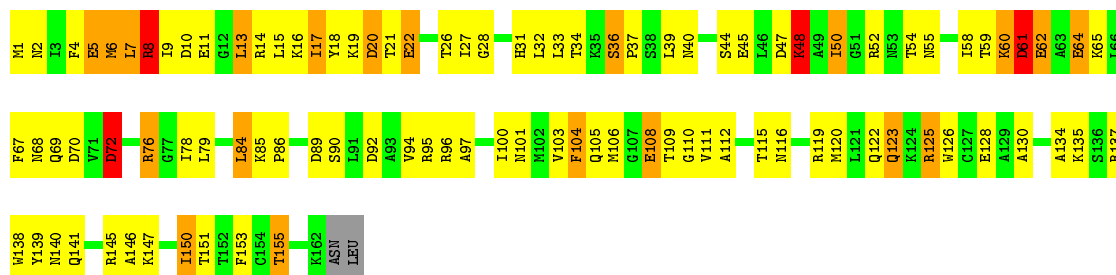 M1 N2 I3 F4 E5 M6 L7 R8 I9 D10 E11 G12 L13 R14 L15 K16 I17 Y18 K19 D20 T21 E22 T26 I27 G28 H31 L32 L33 T34 K35 S36 P37 S38 L39 N40 S44 E45 L46 D47 K48 A49 I50 G51 R52 N53 T54 N55 I58 T59 K60 D61 E62 A63 E64 K65 L66
F67 N68 Q69 D70 V71 D72 R76 G77 I78 L79 L84 K85 P86 D89 S90 L91 D92 A93 V94 R95 R96 A97 I100 N101 M102 V103 F104 Q105 M106 G107 E108 T109 G110 V111 A112 T115 N116 R119 M120 L121 Q122 Q123 K124 R125 W126 C127 E128 A129 A130 A134 K135 S136 R137
W138 Y139 N140 Q141 R145 A146 K147 I150 T151 T152 F153 C154 T155 K162 ASN LEU